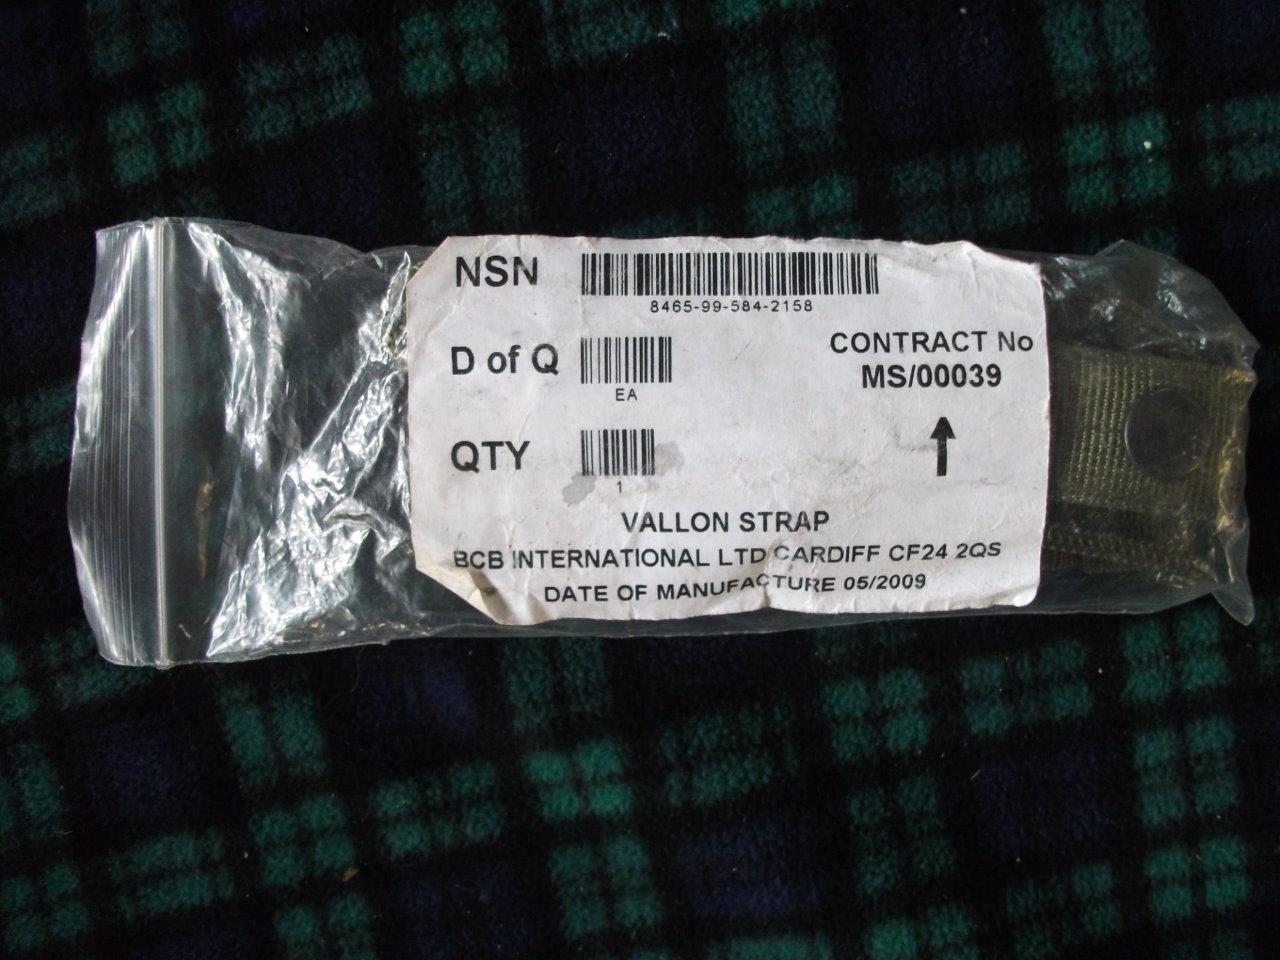 NSN
8465-99-584-2158
D of Q
EA
CONTRACT No
MS/00039
QTY
1
VALLON STRAP
BCB INTERNATIONAL LTD CARDIFF CF24 2QS
DATE OF MANUFACTURE 05/2009